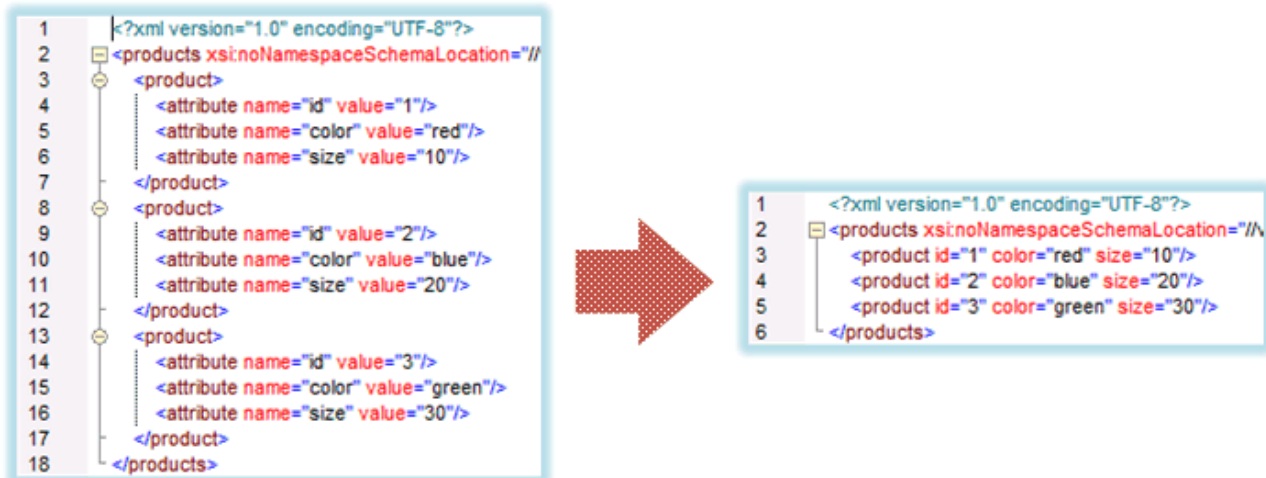 1 <?xml version="1.0" encoding="UTF-8"?>
2 <products xsi:noNamespaceSchemaLocation="//
3 <product>
4 <attribute name="id" value="1"/>
5 <attribute name="color" value="red"/>
6 <attribute name="size" value="10"/>
7 </product>
8 <product>
9 <attribute name="id" value="2"/>
10 <attribute name="color" value="blue"/>
11 <attribute name="size" value="20"/>
12 </product>
13 <product>
14 <attribute name="id" value="3"/>
15 <attribute name="color" value="green"/>
16 <attribute name="size" value="30"/>
17 </product>
18 </products>
1 <?xml version="1.0" encoding="UTF-8"?>
2 <products xsi:noNamespaceSchemaLocation="//
3 <product id="1" color="red" size="10"/>
4 <product id="2" color="blue" size="20"/>
5 <product id="3" color="green" size="30"/>
6 </products>